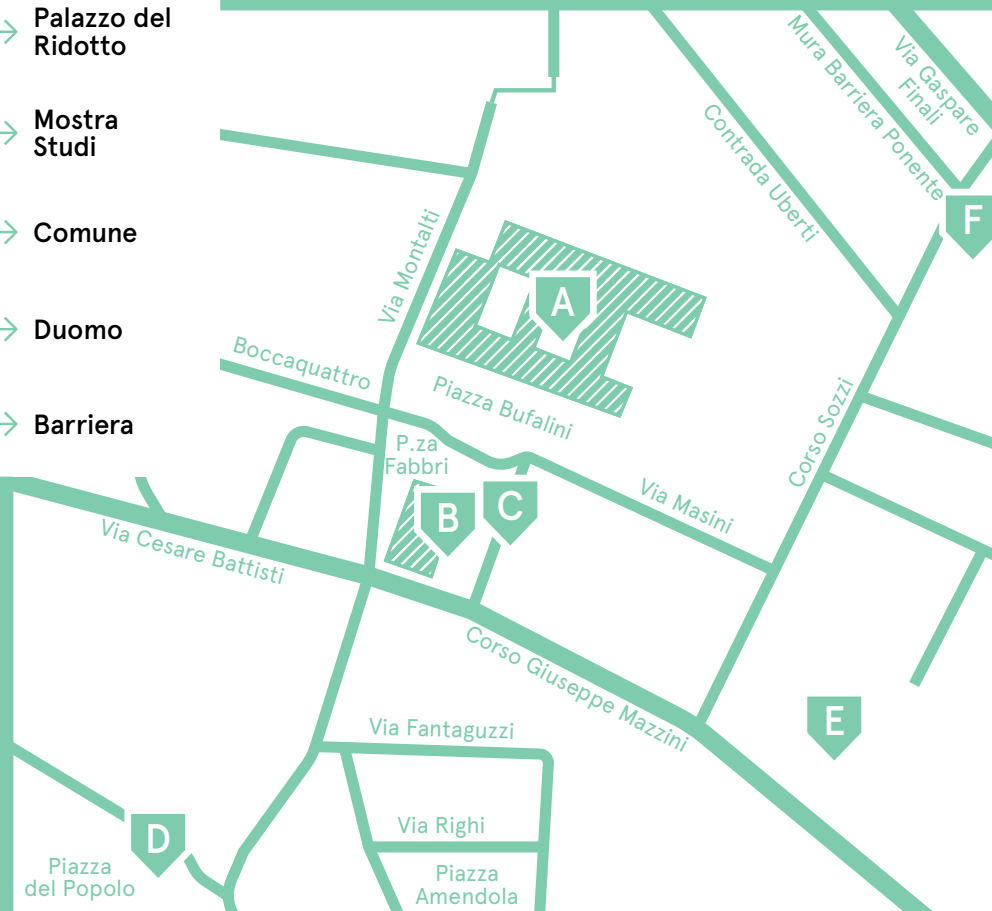 Palazzo del
Ridotto
Mostra
Studi
Comune
Duomo
Barriera
Mura Barriera Ponente
Via Gaspare
Finali
Contrada Uberti
F
Via Montalti
A
Boccaquattro
Piazza Bufalini
Corso Sozzi
P.za
Fabbri
B
C
Via Masini
Via Cesare Battisti
Corso Giuseppe Mazzini
E
Via Fantaguzzi
Via Righi
D
Piazza
del Popolo
Piazza
Amendola